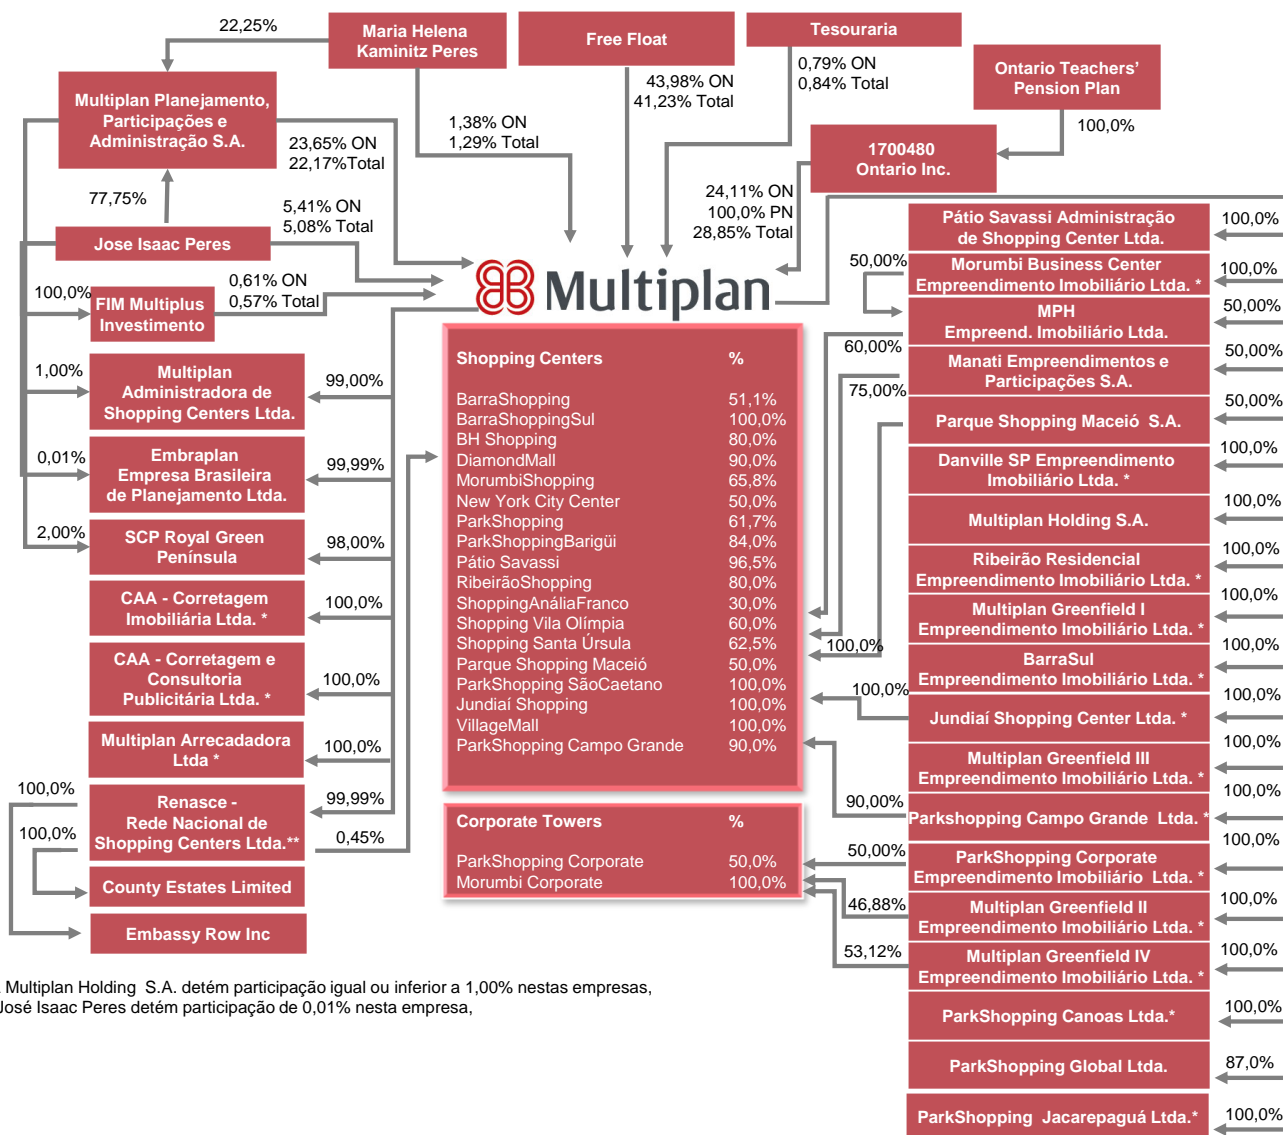 22,25%
Maria Helena
Kaminitz Peres
Free Float
Tesouraria
Ontario Teachers'
Pension Plan
Multiplan Planejamento,
Participações e
Administração S.A.
23,65% ON
22,17%Total
1,38% ON
1,29% Total
43,98% ON
41,23% Total
0,79% ON
0,84% Total
100,0%
1700480
Ontario Inc.
24,11% ON
100,0% PN
28,85% Total
77,75%
5,41% ON
5,08% Total
Jose Isaac Peres
0,61% ON
0,57% Total
100,0%
FIM Multiplus
Investimento
Multiplan
1,00%
Multiplan
Administradora de
Shopping Centers Ltda.
99,00%
0,01%
Embraplan
Empresa Brasileira
de Planejamento Ltda.
99,99%
2,00%
SCP Royal Green
Península
98,00%
CAA - Corretagem
Imobiliária Ltda. *
100,0%
CAA - Corretagem e
Consultoria
Publicitária Ltda. *
100,0%
Multiplan Arrecadadora
Ltda *
100,0%
100,0%
Renasce -
Rede Nacional de
Shopping Centers Ltda.**
99,99%
0,45%
100,0%
County Estates Limited
Embassy Row Inc
Shopping Centers %
BarraShopping 51,1%
BarraShoppingSul 100,0%
BH Shopping 80,0%
DiamondMall 90,0%
MorumbiShopping 65,8%
New York City Center 50,0%
ParkShopping 61,7%
ParkShoppingBarigüi 84,0%
Pátio Savassi 96,5%
RibeirãoShopping 80,0%
ShoppingAnáliaFranco 30,0%
Shopping Vila Olímpia 60,0%
Shopping Santa Úrsula 62,5%
Parque Shopping Maceió 50,0%
ParkShopping SãoCaetano 100,0%
Jundiaí Shopping 100,0%
VillageMall 100,0%
ParkShopping Campo Grande 90,0%
Corporate Towers %
ParkShopping Corporate 50,0%
Morumbi Corporate 100,0%
Pátio Savassi Administração
de Shopping Center Ltda.
100,0%
50,00%
Morumbi Business Center
Empreendimento Imobiliário Ltda. *
100,0%
MPH
Empreend. Imobiliário Ltda.
50,00%
60,00%
Manati Empreendimentos e
Participações S.A.
50,00%
75,00%
Parque Shopping Maceió S.A.
50,00%
100,0%
Danville SP Empreendimento
Imobiliário Ltda. *
100,0%
Multiplan Holding S.A.
100,0%
Ribeirão Residencial
Empreendimento Imobiliário Ltda. *
100,0%
Multiplan Greenfield I
Empreendimento Imobiliário Ltda. *
100,0%
BarraSul
Empreendimento Imobiliário Ltda. *
100,0%
100,0%
Jundiaí Shopping Center Ltda. *
100,0%
Multiplan Greenfield III
Empreendimento Imobiliário Ltda. *
100,0%
90,00%
Parkshopping Campo Grande Ltda. *
100,0%
50,00%
ParkShopping Corporate
Empreendimento Imobiliário Ltda. *
100,0%
46,88%
Multiplan Greenfield II
Empreendimento Imobiliário Ltda. *
100,0%
53,12%
Multiplan Greenfield IV
Empreendimento Imobiliário Ltda. *
100,0%
ParkShopping Canoas Ltda.*
100,0%
ParkShopping Global Ltda.
87,0%
ParkShopping Jacarepaguá Ltda.*
100,0%
Multiplan Holding S.A. detém participação igual ou inferior a 1,00% nestas empresas,
José Isaac Peres detém participação de 0,01% nesta empresa,